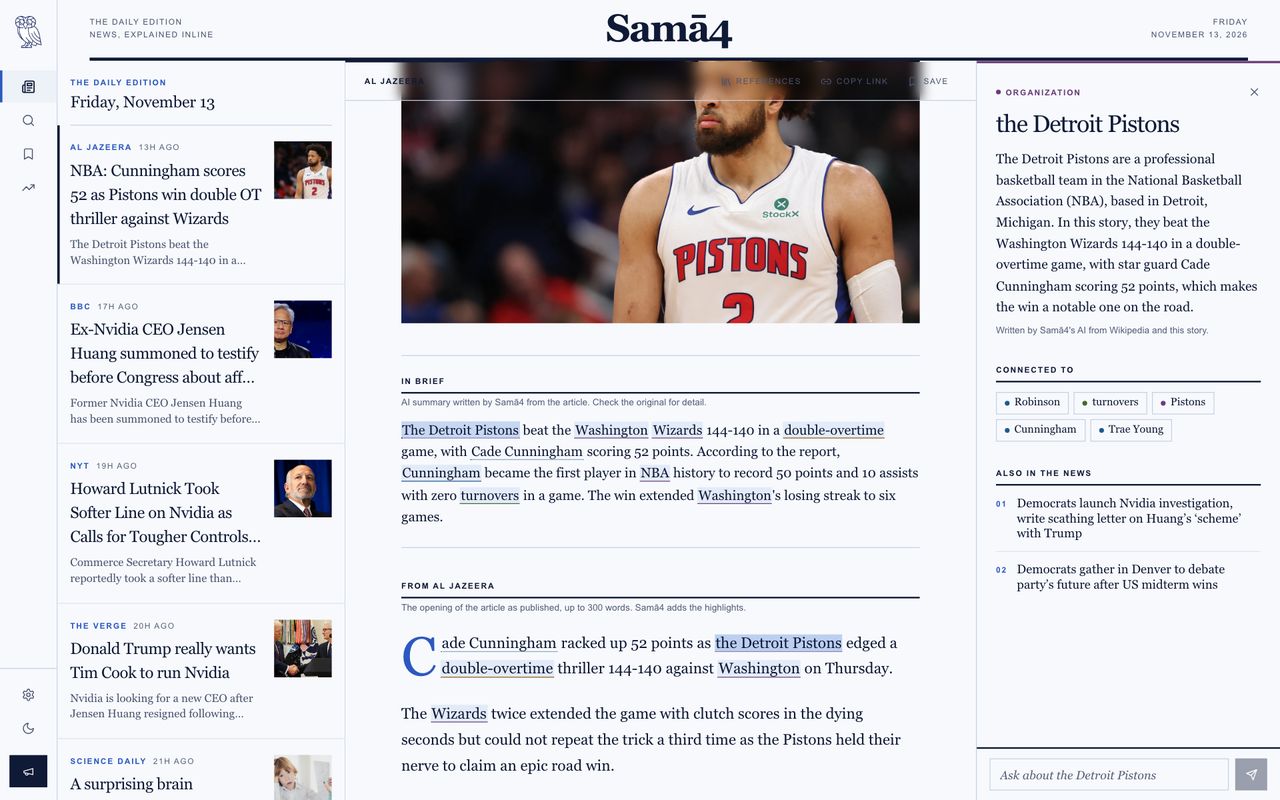 THE DAILY EDITION
NEWS, EXPLAINED INLINE
Samā4
FRIDAY
NOVEMBER 13, 2026
THE DAILY EDITION
Friday, November 13
AL JAZEERA 13H AGO
NBA: Cunningham scores
52 as Pistons win double OT
thriller against Wizards
The Detroit Pistons beat the
Washington Wizards 144-140 in a...
BBC 17H AGO
Ex-Nvidia CEO Jensen
Huang summoned to testify
before Congress about aff...
Former Nvidia CEO Jensen Huang
has been summoned to testify before...
NYT 19H AGO
Howard Lutnick Took
Softer Line on Nvidia as
Calls for Tougher Controls...
Commerce Secretary Howard Lutnick
reportedly took a softer line than...
THE VERGE 20H AGO
Donald Trump really wants
Tim Cook to run Nvidia
Nvidia is looking for a new CEO after
Jensen Huang resigned following...
SCIENCE DAILY 21H AGO
A surprising brain
AL JAZEERA
REFERENCES
COPY LINK
SAVE
StockX
PISTONS
2
IN BRIEF
AI summary written by Samā4 from the article. Check the original for detail.
The Detroit Pistons beat the Washington Wizards 144-140 in a double-overtime
game, with Cade Cunningham scoring 52 points. According to the report,
Cunningham became the first player in NBA history to record 50 points and 10 assists
with zero turnovers in a game. The win extended Washington's losing streak to six
games.
FROM AL JAZEERA
The opening of the article as published, up to 300 words. Samā4 adds the highlights.
Cade Cunningham racked up 52 points as the Detroit Pistons edged a
double-overtime thriller 144-140 against Washington on Thursday.
The Wizards twice extended the game with clutch scores in the dying
seconds but could not repeat the trick a third time as the Pistons held their
nerve to claim an epic road win.
ORGANIZATION
the Detroit Pistons
The Detroit Pistons are a professional
basketball team in the National Basketball
Association (NBA), based in Detroit,
Michigan. In this story, they beat the
Washington Wizards 144-140 in a double-
overtime game, with star guard Cade
Cunningham scoring 52 points, which makes
the win a notable one on the road.
Written by Samā4's AI from Wikipedia and this story.
CONNECTED TO
Robinson
turnovers
Pistons
Cunningham
Trae Young
ALSO IN THE NEWS
01 Democrats launch Nvidia investigation,
write scathing letter on Huang's ‘scheme’
with Trump
02 Democrats gather in Denver to debate
party's future after US midterm wins
Ask about the Detroit Pistons